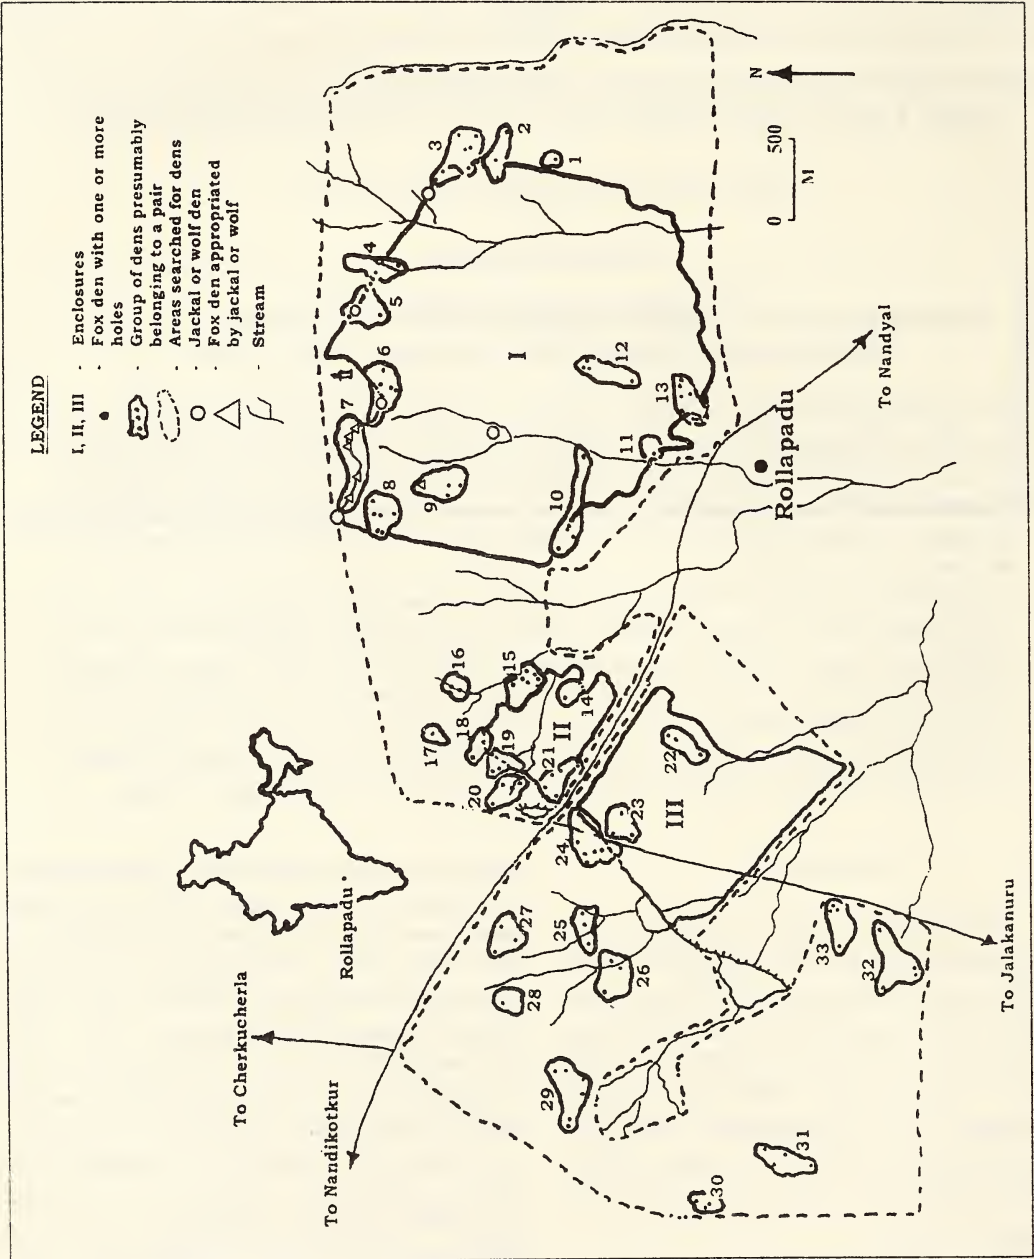 LEGEND
I, II, III - Enclosures
- Fox den with one or more
holes
- Group of dens presumably
belonging to a pair
- Areas searched for dens
- Jackal or wolf den
- Fox den appropriated
by jackal or wolf
- Stream
N
0 500
M
1
2
3
4
5
6
7
8
9
10
11
12
13
I
To Nandyal
Rollapadu
14
15
16
17
18
19
20
21
II
22
23
24
III
25
26
27
28
29
30
31
32
33
Rollapadu
To Cherkucherla
To Nandikotkur
To Jalakanuru